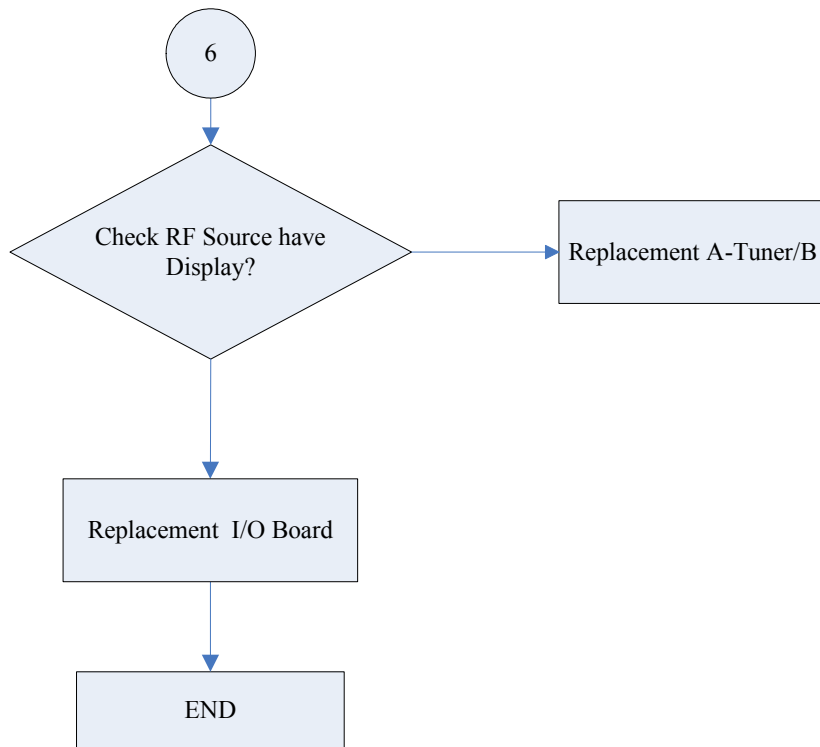 6
Check RF Source have
Display?
Replacement A-Tuner/B
Replacement I/O Board
END